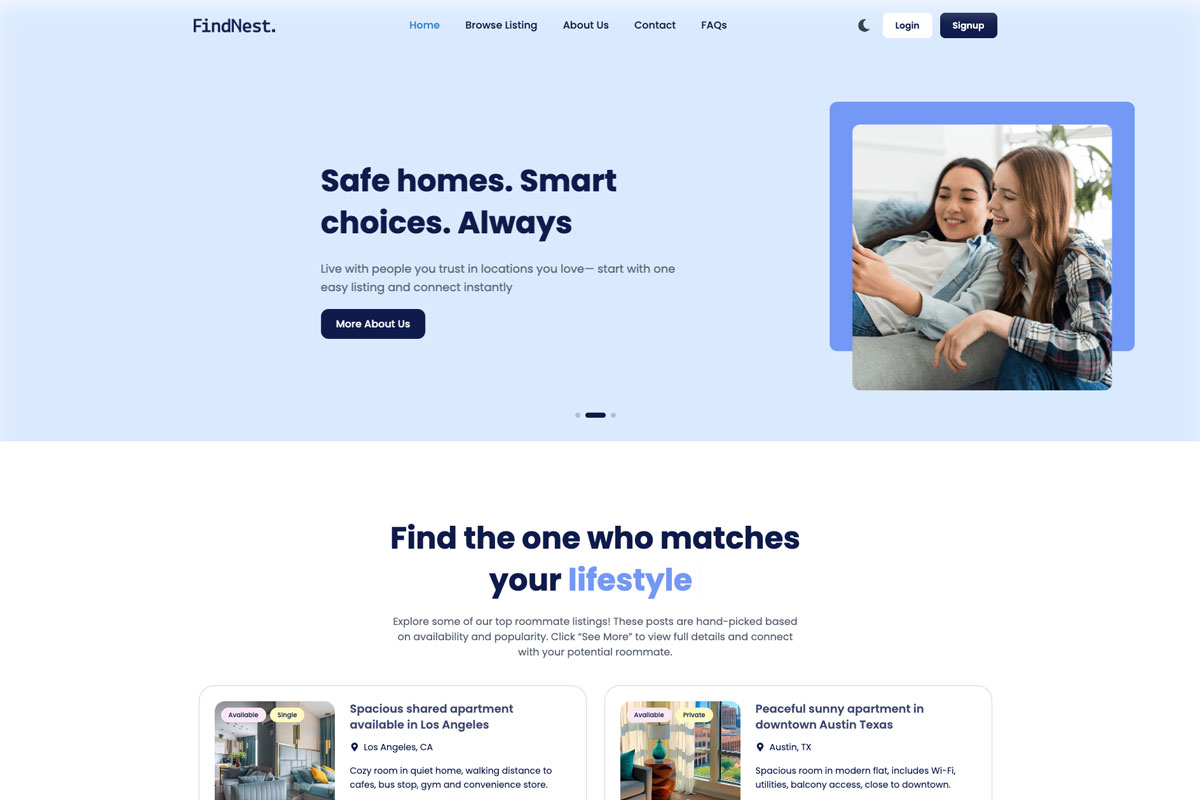 FindNest.
Home
Browse Listing
About Us
Contact
FAQs
Login
Signup
Safe homes. Smart
choices. Always
Live with people you trust in locations you love— start with one
easy listing and connect instantly
More About Us
Find the one who matches
your lifestyle
Explore some of our top roommate listings! These posts are hand-picked based
on availability and popularity. Click “See More” to view full details and connect
with your potential roommate.
Available
Single
Spacious shared apartment
available in Los Angeles
Los Angeles, CA
Cozy room in quiet home, walking distance to
cafes, bus stop, gym and convenience store.
Available
Private
Peaceful sunny apartment in
downtown Austin Texas
Austin, TX
Spacious room in modern flat, includes Wi-Fi,
utilities, balcony access, close to downtown.